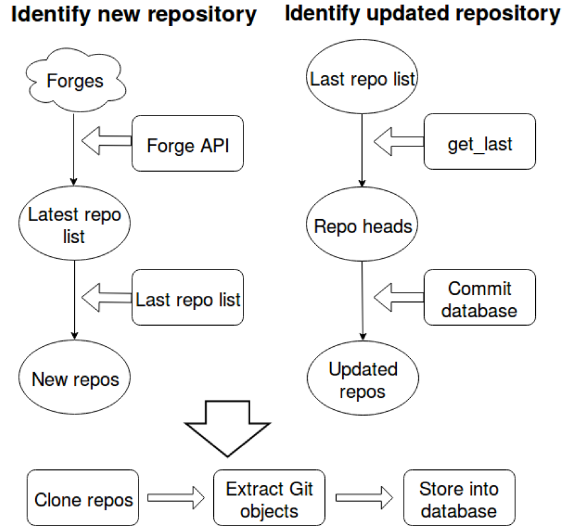 Identify new repository
Identify updated repository
Forges
Forge API
Latest repo
list
Last repo list
New repos
Last repo list
get_last
Repo heads
Commit
database
Updated
repos
Clone repos
Extract Git
objects
Store into
database